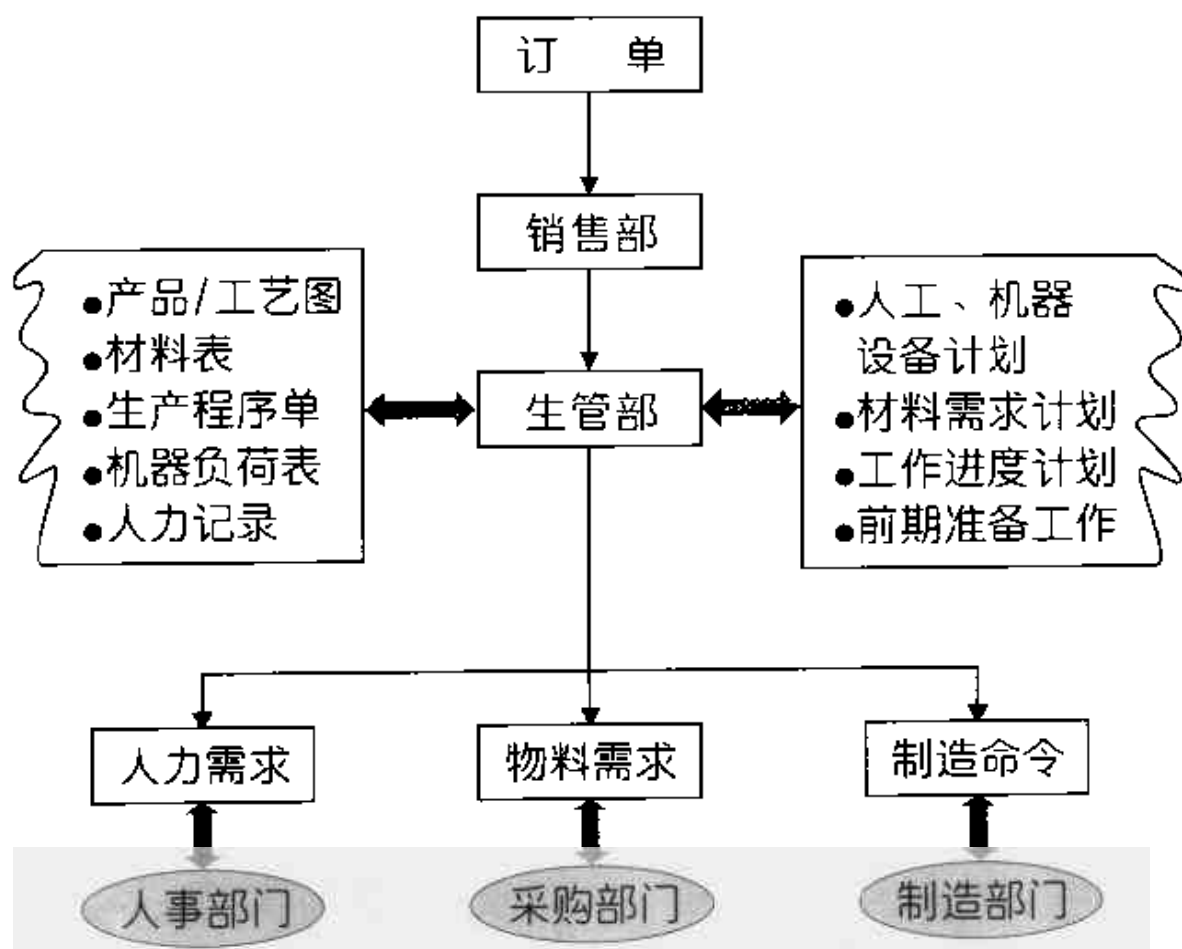 订 单
销售部
●产品/工艺图
●材料表
●生产程序单
●机器负荷表
●人力记录
生管部
●人工、机器
设备计划
●材料需求计划
●工作进度计划
●前期准备工作
人力需求
物料需求
制造命令
人事部门
采购部门
制造部门